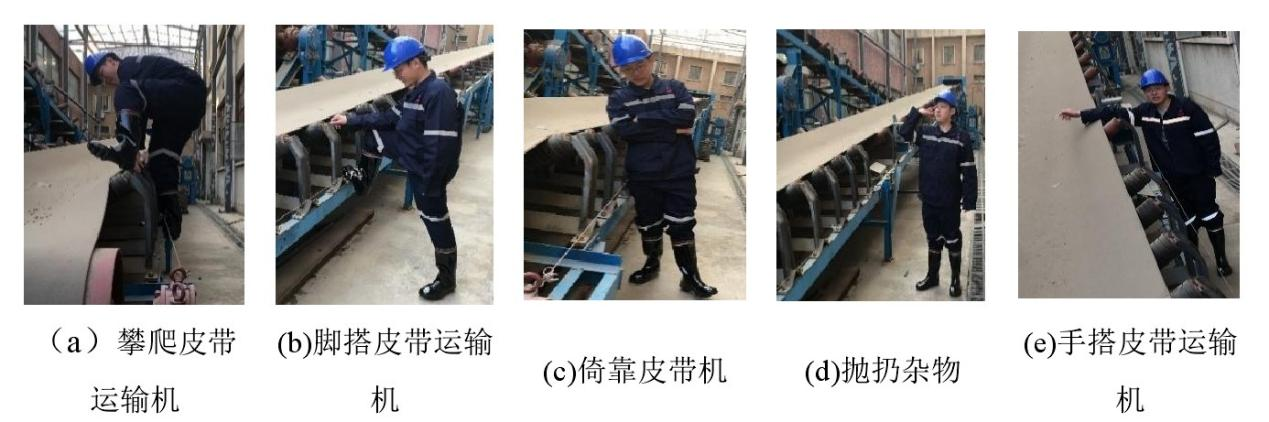 （a）攀爬皮带
运输机
(b)脚搭皮带运输
机
(c)倚靠皮带机
(d)抛扔杂物
(e)手搭皮带运输
机